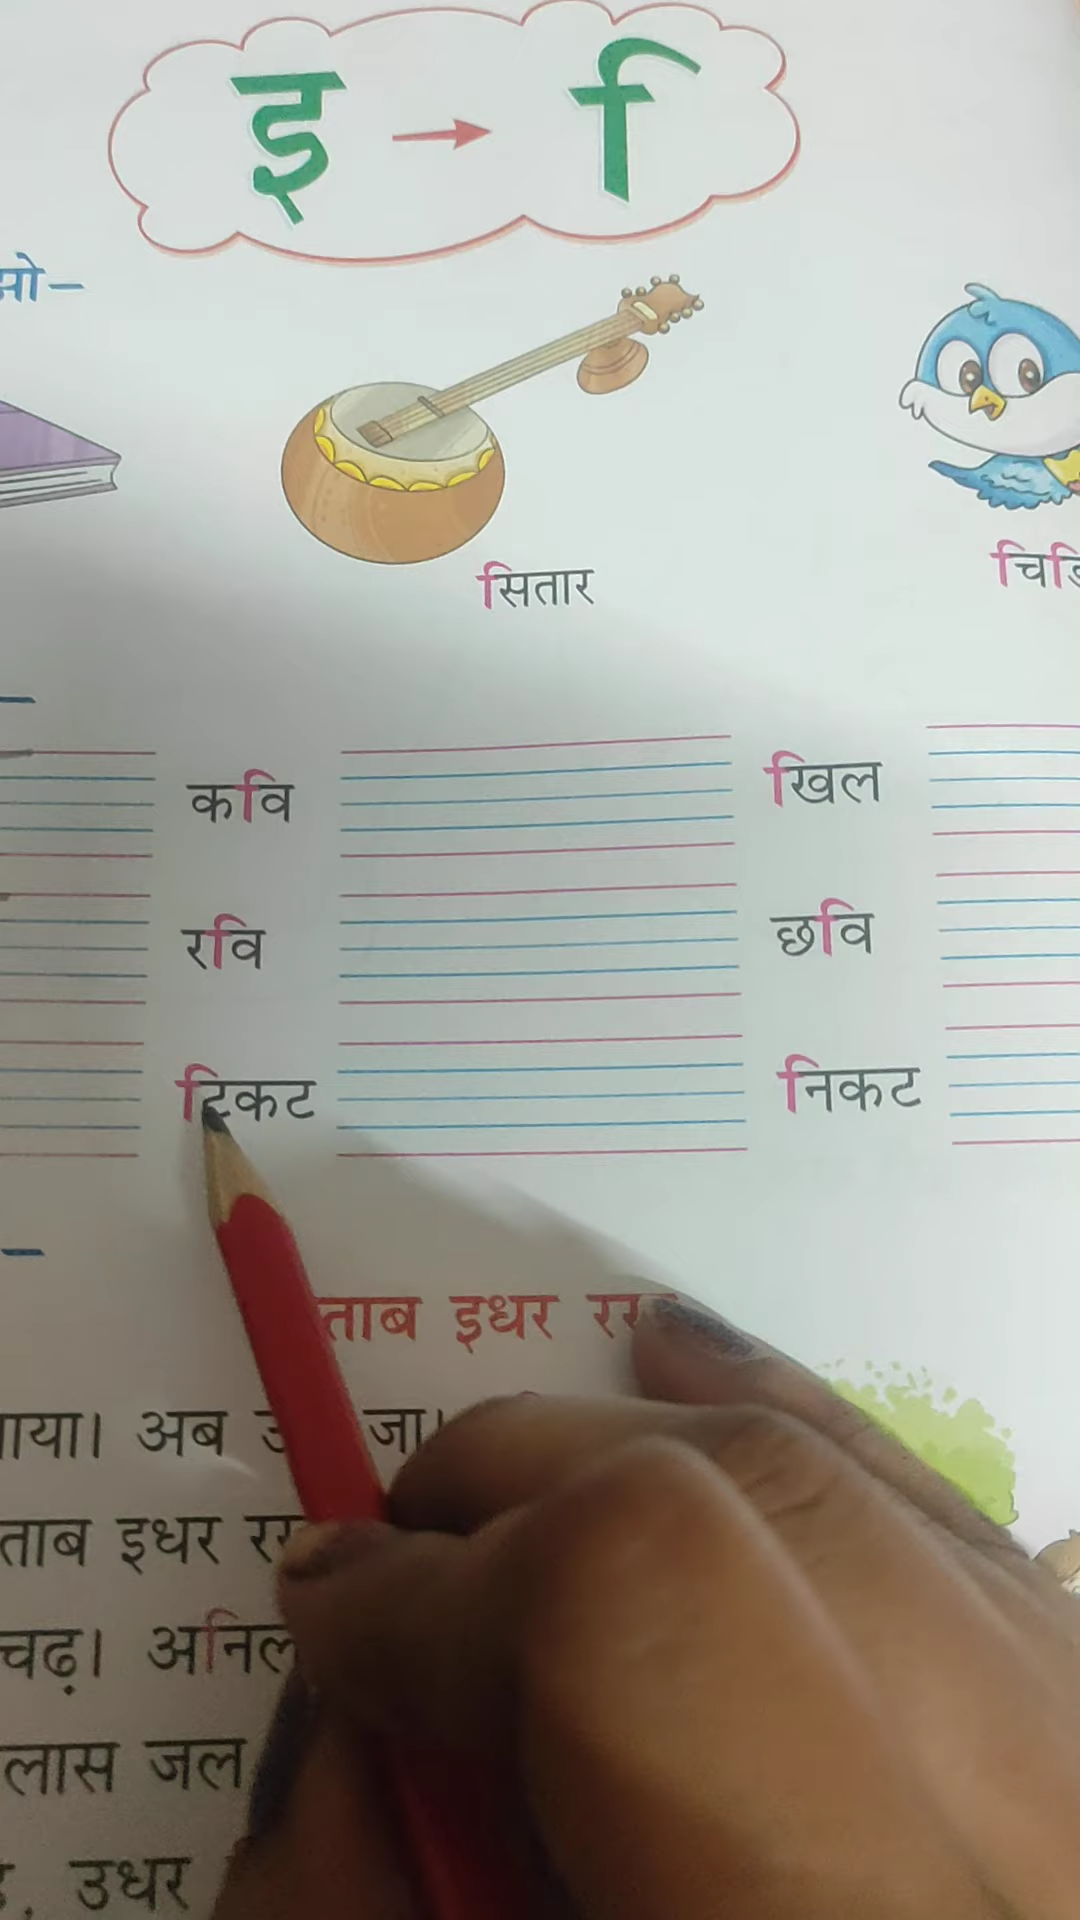 इ → ि
सितार
कवि खिल
रवि छवि
टिकट निकट
इधर
अब जा।
इधर
चढ़। अनिल
जल
उधर